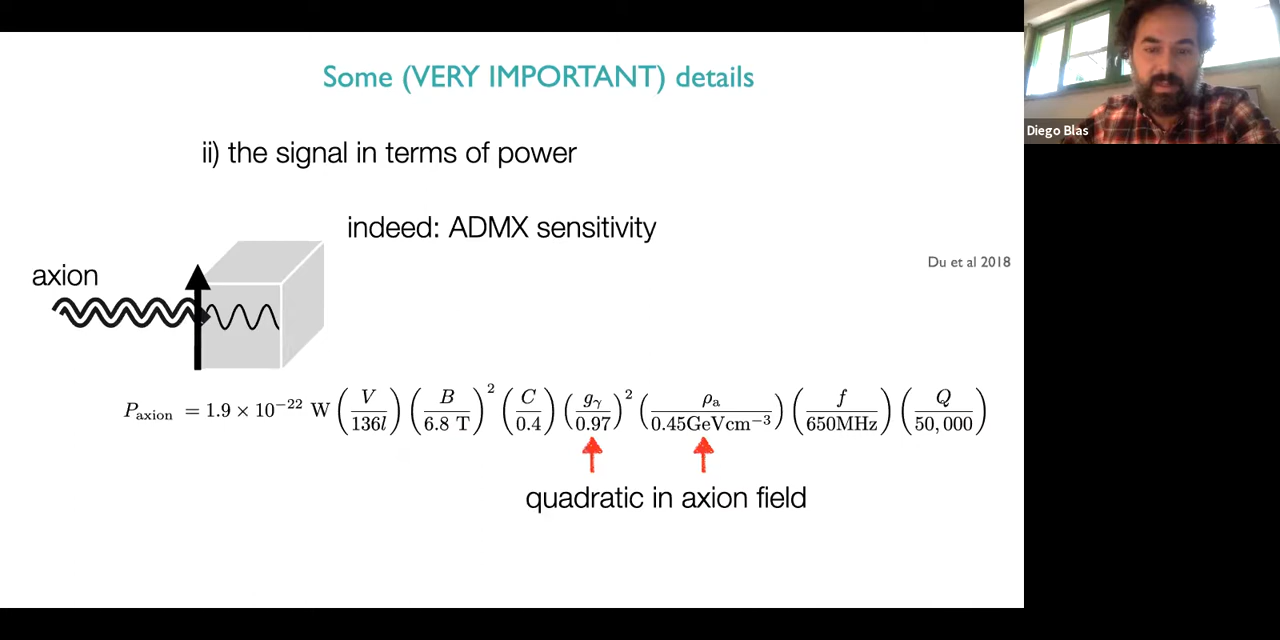 Some (VERY IMPORTANT) details
Diego Blas
ii) the signal in terms of power
indeed: ADMX sensitivity
Du et al 2018
axion
P_axion = 1.9 × 10^−22 W (V/136l) (B/6.8 T)^2 (C/0.4) (g_γ/0.97)^2 (ρ_a/0.45GeVcm^−3) (f/650MHz) (Q/50,000)
quadratic in axion field